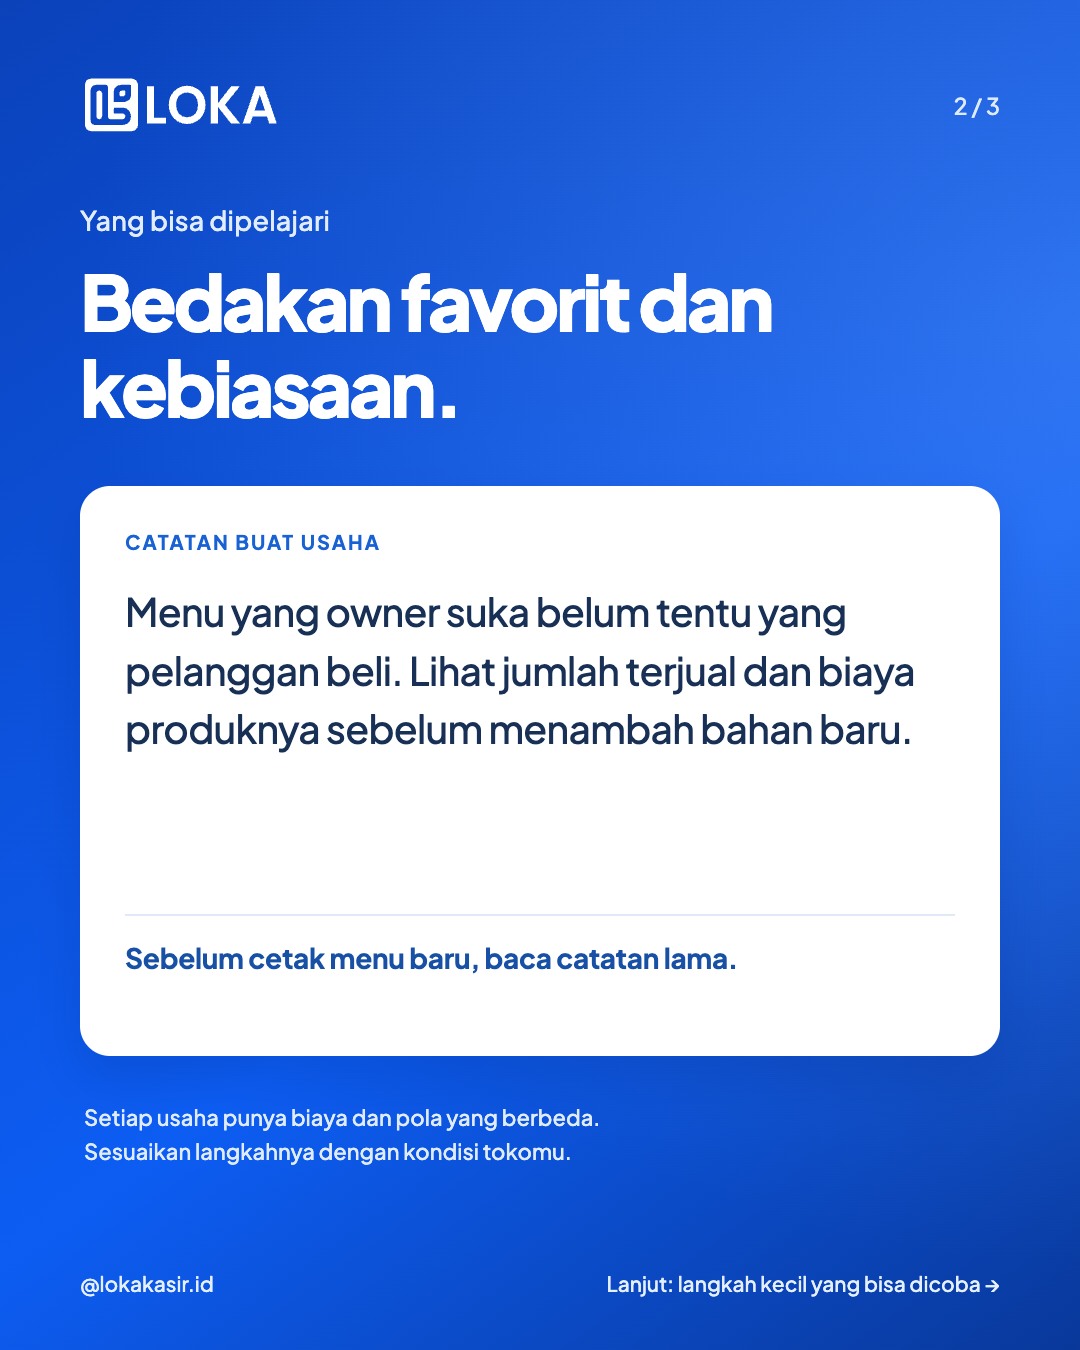 LOKA
2 / 3
Yang bisa dipelajari
Bedakan favorit dan
kebiasaan.
CATATAN BUAT USAHA
Menu yang owner suka belum tentu yang
pelanggan beli. Lihat jumlah terjual dan biaya
produknya sebelum menambah bahan baru.
Sebelum cetak menu baru, baca catatan lama.
Setiap usaha punya biaya dan pola yang berbeda.
Sesuaikan langkahnya dengan kondisi tokomu.
@lokakasir.id
Lanjut: langkah kecil yang bisa dicoba →